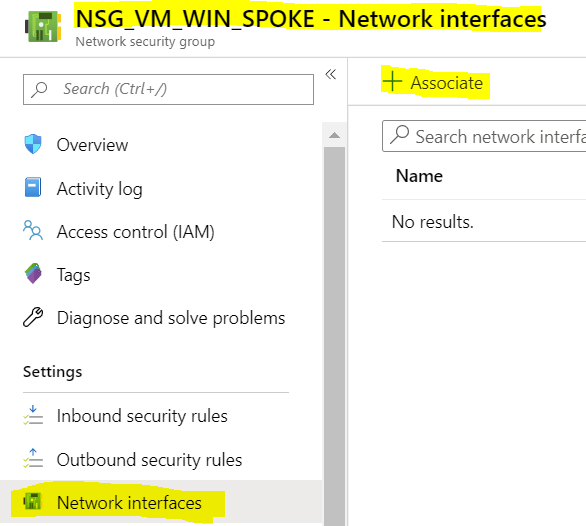 NSG_VM_WIN_SPOKE - Network interfaces
Network security group
Search (Ctrl+/)
«
Overview
Activity log
Access control (IAM)
Tags
Diagnose and solve problems
Settings
Inbound security rules
Outbound security rules
Network interfaces
+ Associate
Search network interfa
Name
No results.